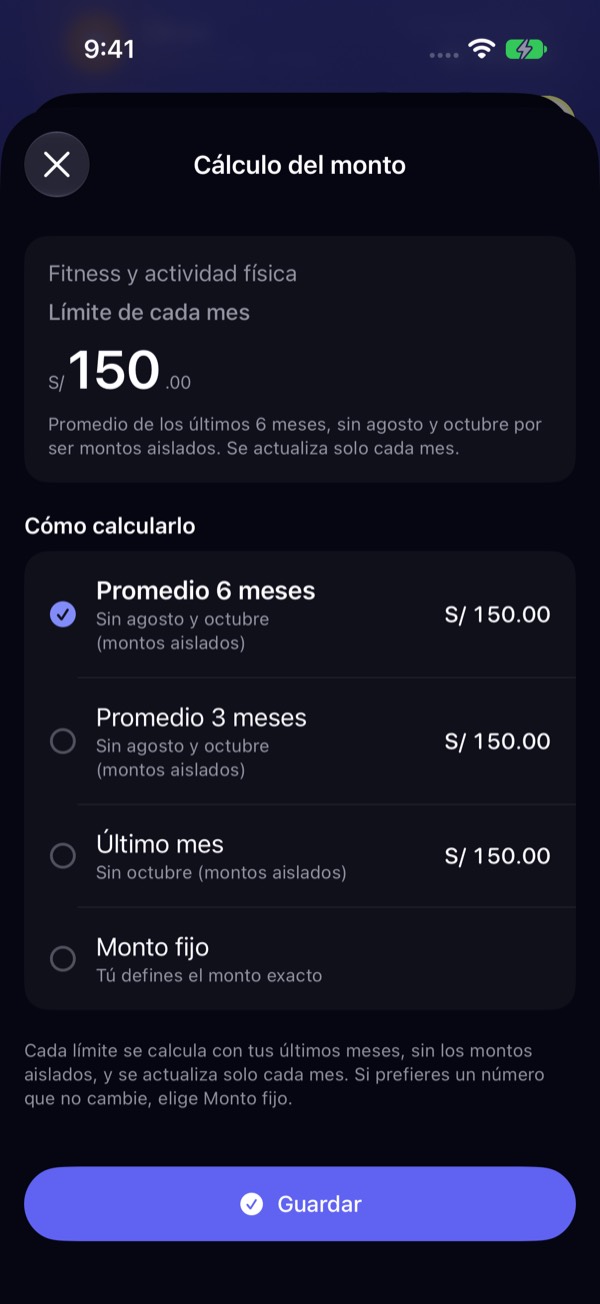 9:41
Cálculo del monto
Fitness y actividad física
Límite de cada mes
S/ 150 .00
Promedio de los últimos 6 meses, sin agosto y octubre por
ser montos aislados. Se actualiza solo cada mes.
Cómo calcularlo
Promedio 6 meses
Sin agosto y octubre
(montos aislados)
S/ 150.00
Promedio 3 meses
Sin agosto y octubre
(montos aislados)
S/ 150.00
Último mes
Sin octubre (montos aislados)
S/ 150.00
Monto fijo
Tú defines el monto exacto
Cada límite se calcula con tus últimos meses, sin los montos
aislados, y se actualiza solo cada mes. Si prefieres un número
que no cambie, elige Monto fijo.
Guardar